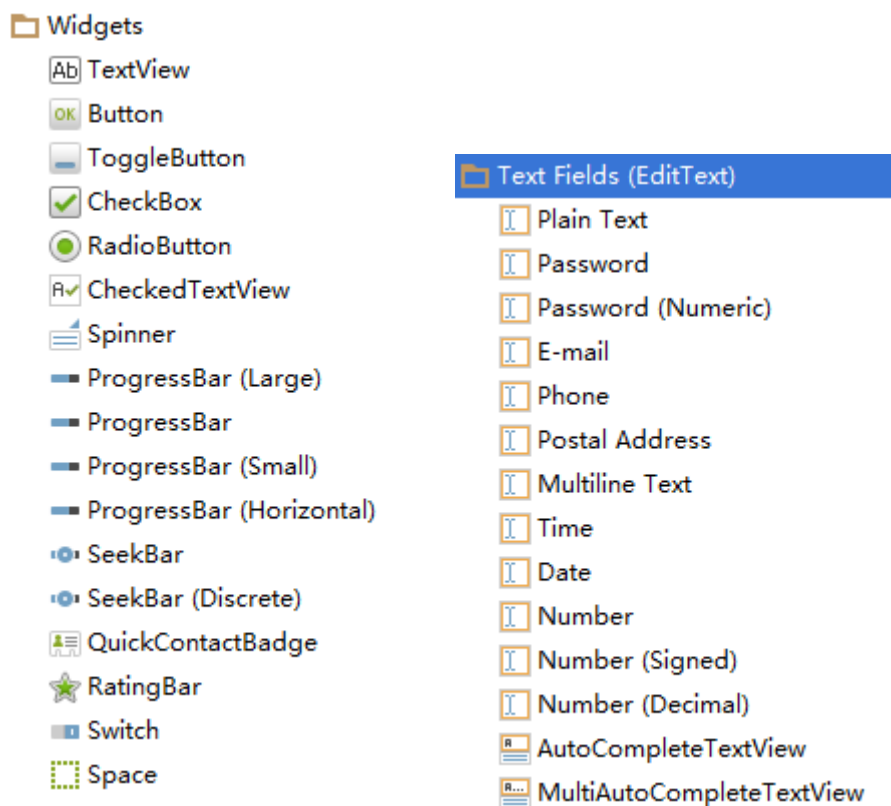 Widgets
Ab TextView
OK Button
ToggleButton
CheckBox
RadioButton
A CheckedTextView
Spinner
ProgressBar (Large)
ProgressBar
ProgressBar (Small)
ProgressBar (Horizontal)
SeekBar
SeekBar (Discrete)
QuickContactBadge
RatingBar
Switch
Space
Text Fields (EditText)
Plain Text
Password
Password (Numeric)
E-mail
Phone
Postal Address
Multiline Text
Time
Date
Number
Number (Signed)
Number (Decimal)
A AutoCompleteTextView
A... MultiAutoCompleteTextView